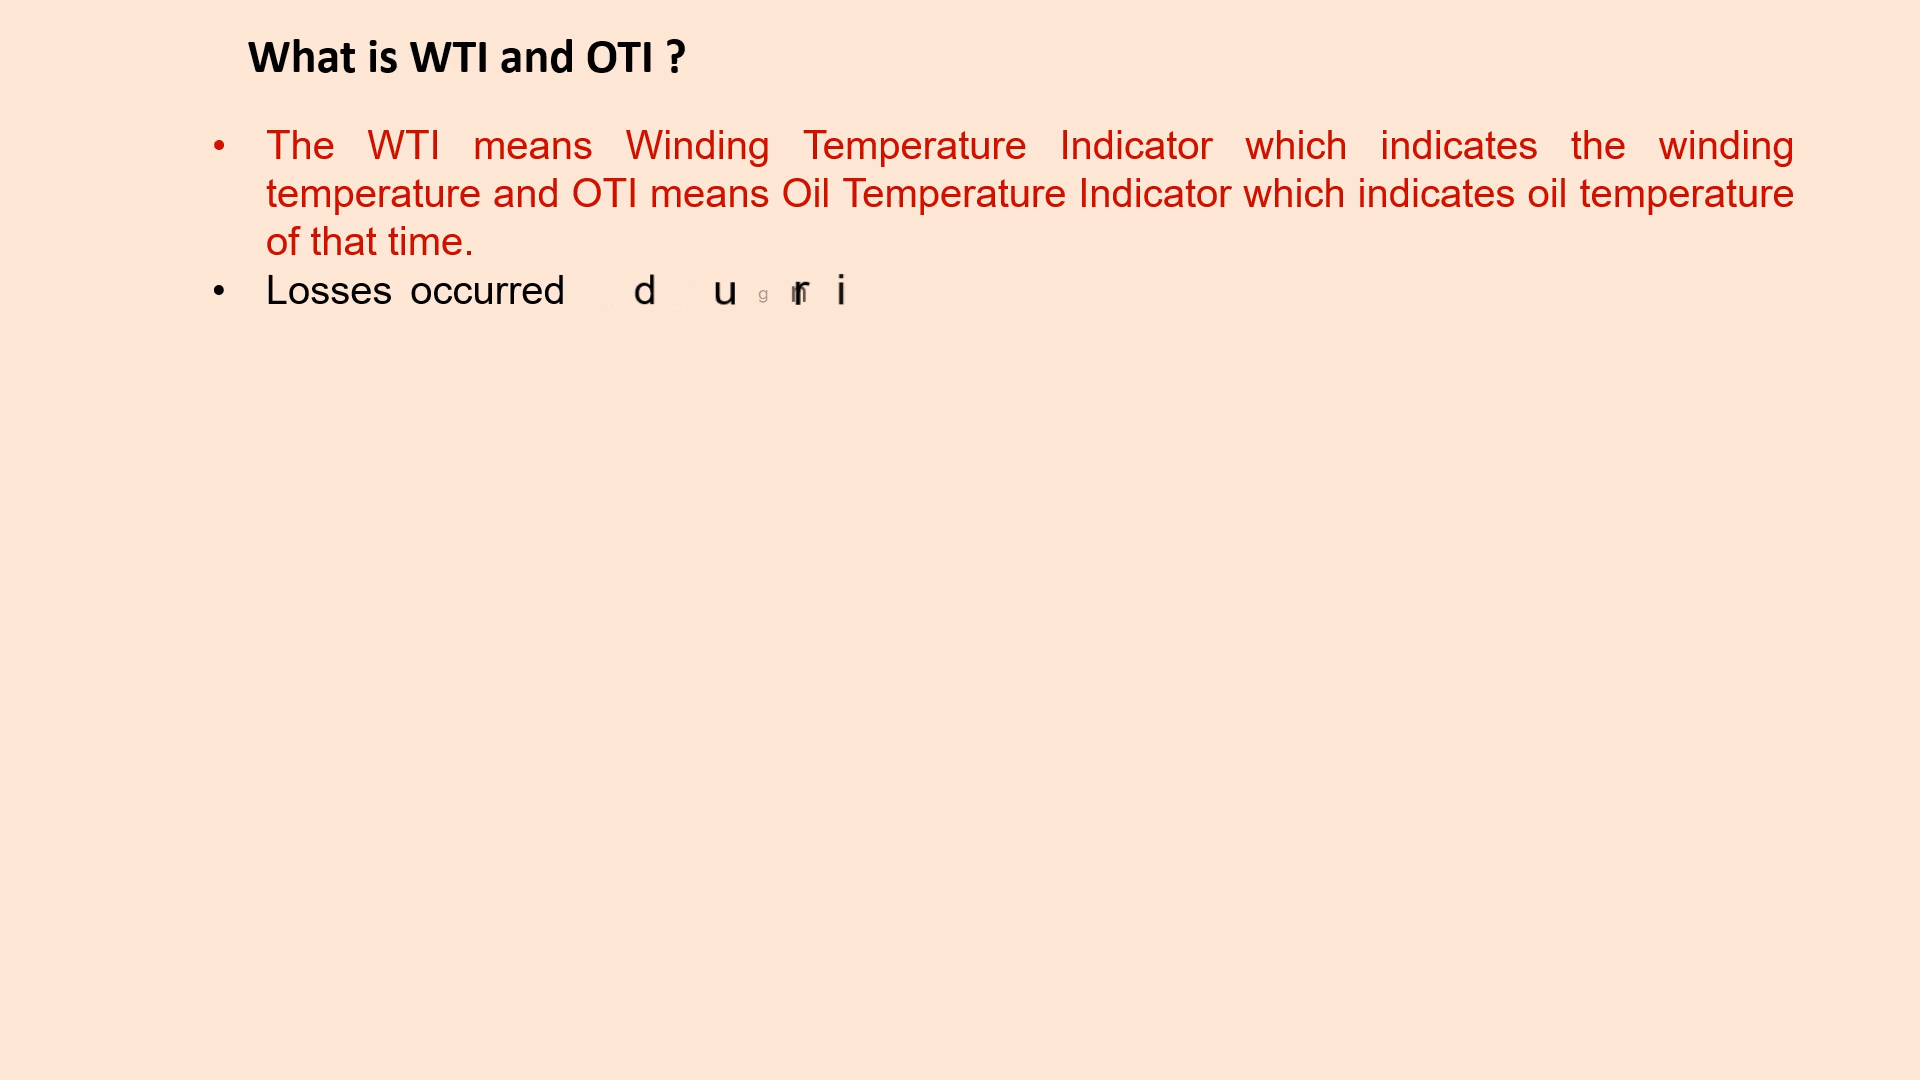 What is WTI and OTI ?
• The WTI means Winding Temperature Indicator which indicates the winding
temperature and OTI means Oil Temperature Indicator which indicates oil temperature
of that time.
• Losses occurred